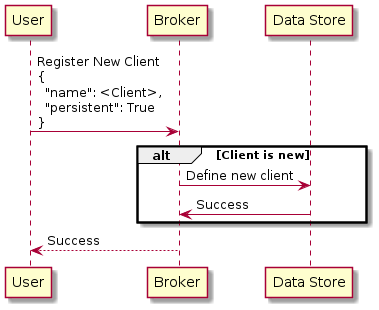 User Broker Data Store
Register New Client
{
"name": <Client>,
"persistent": True
}
alt [Client is new]
Define new client
Success
Success
User Broker Data Store